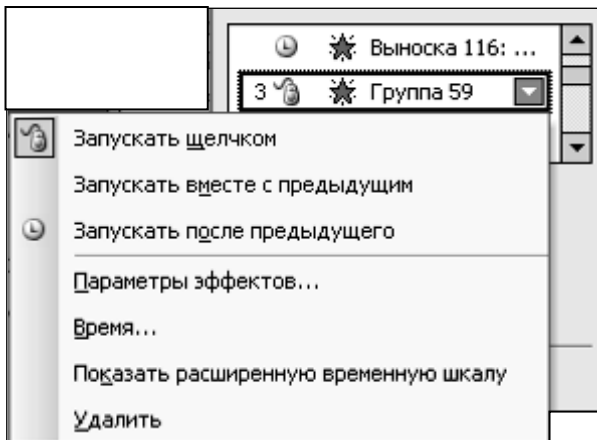 Выноска 116: ...
3 Группа 59
Запускать щелчком
Запускать вместе с предыдущим
Запускать после предыдущего
Параметры эффектов...
Время...
Показать расширенную временную шкалу
Удалить